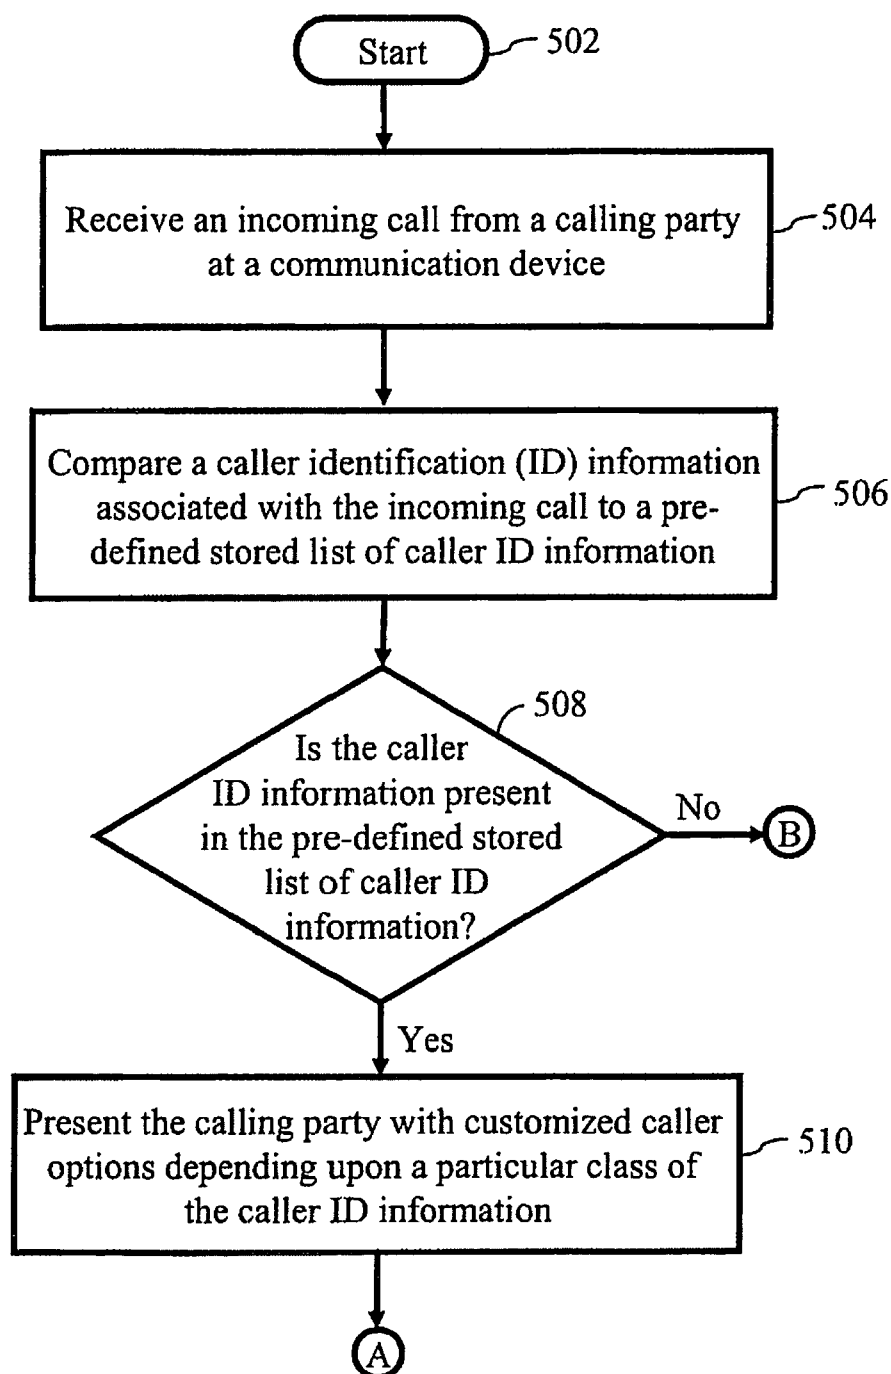 Start
502
Receive an incoming call from a calling party
at a communication device
504
Compare a caller identification (ID) information
associated with the incoming call to a pre-
defined stored list of caller ID information
506
508
Is the caller
ID information present
in the pre-defined stored
list of caller ID
information?
No
B
Yes
Present the calling party with customized caller
options depending upon a particular class of
the caller ID information
510
A